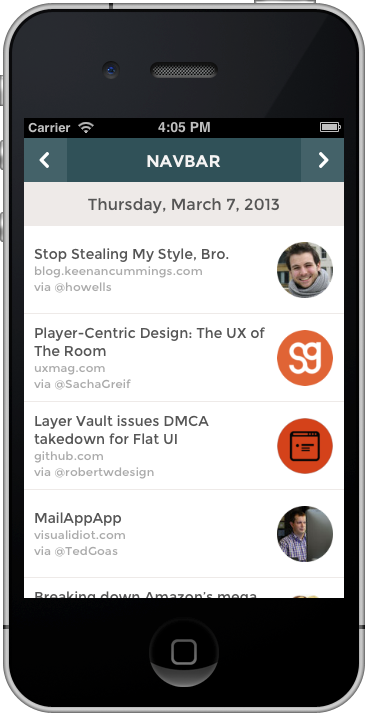 Carrier 4:05 PM
NAVBAR
Thursday, March 7, 2013
Stop Stealing My Style, Bro.
blog.keenancummings.com
via @howells
Player-Centric Design: The UX of
The Room
uxmag.com
via @SachaGreif
SG
Layer Vault issues DMCA
takedown for Flat UI
github.com
via @robertwdesign
MailAppApp
visualidiot.com
via @TedGoas
Breaking down Amazon's mega